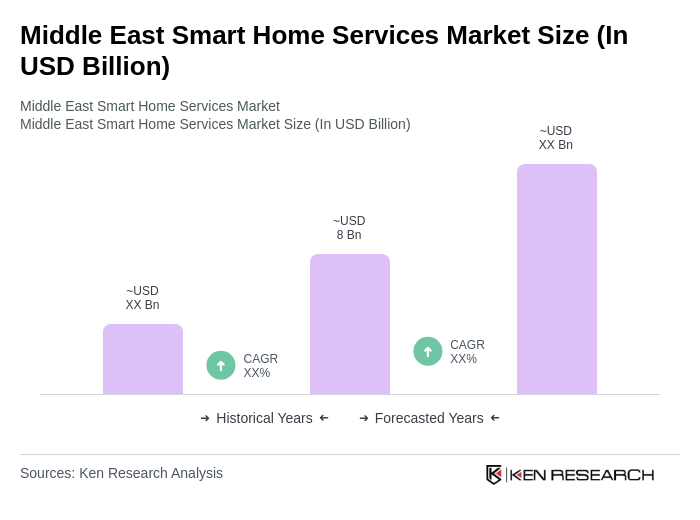 Middle East Smart Home Services Market Size (In
USD Billion)
Middle East Smart Home Services Market
Middle East Smart Home Services Market Size (In USD Billion)
~USD
XX Bn
~USD
8 Bn
~USD
XX Bn
CAGR
XX%
CAGR
XX%
Historical Years
Forecasted Years
Sources: Ken Research Analysis
KEN RESEARCH